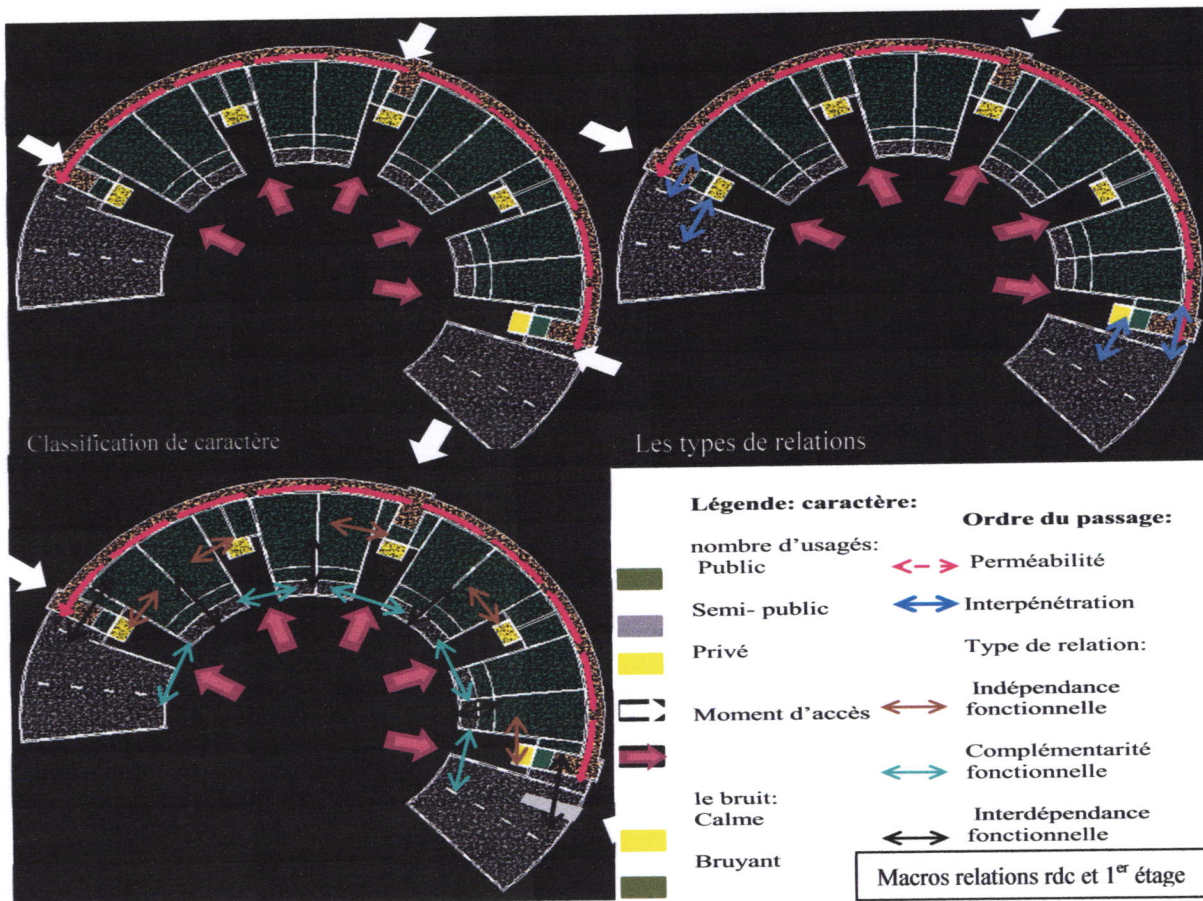 Classification de caractère
Les types de relations
Légende: caractère:
nombre d'usagés:
Public
Semi- public
Privé
Moment d'accès
le bruit:
Calme
Bruyant
Ordre du passage:
Perméabilité
Interpénétration
Type de relation:
Indépendance
fonctionnelle
Complémentarité
fonctionnelle
Interdépendance
fonctionnelle
Macros relations rdc et 1er étage